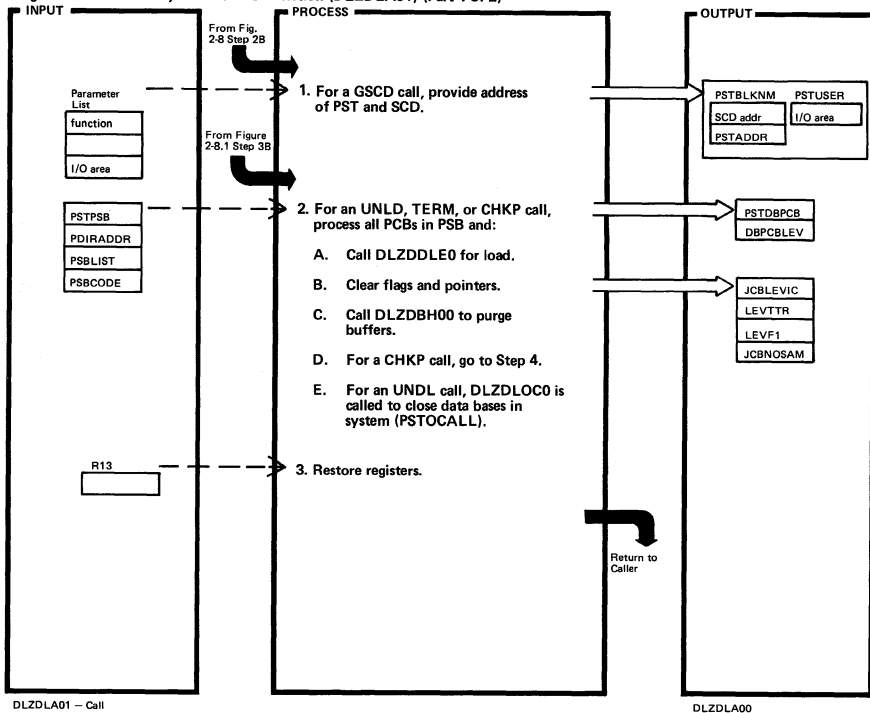 INPUT
PROCESS
OUTPUT
From Fig.
2-8 Step 2B
Parameter
List
function
I/O area
1. For a GSCD call, provide address
of PST and SCD.
PSTBLKNM PSTUSER
SCD addr I/O area
PSTADDR
From Figure
2-8.1 Step 3B
PSTPSB
PDIRADDR
PSBLIST
PSBCODE
2. For an UNLD, TERM, or CHKP call,
process all PCBs in PSB and:
A. Call DLZDDLE0 for load.
B. Clear flags and pointers.
C. Call DLZDBH00 to purge
buffers.
D. For a CHKP call, go to Step 4.
E. For an UNDL call, DLZDLOC0 is
called to close data bases in
system (PSTOCALL).
PSTDBPCB
DBPCBLEV
JCBLEVIC
LEVTTR
LEVF1
JCBNOSAM
R13
3. Restore registers.
Return to
Caller
DLZDLA01 – Call
DLZDLA00